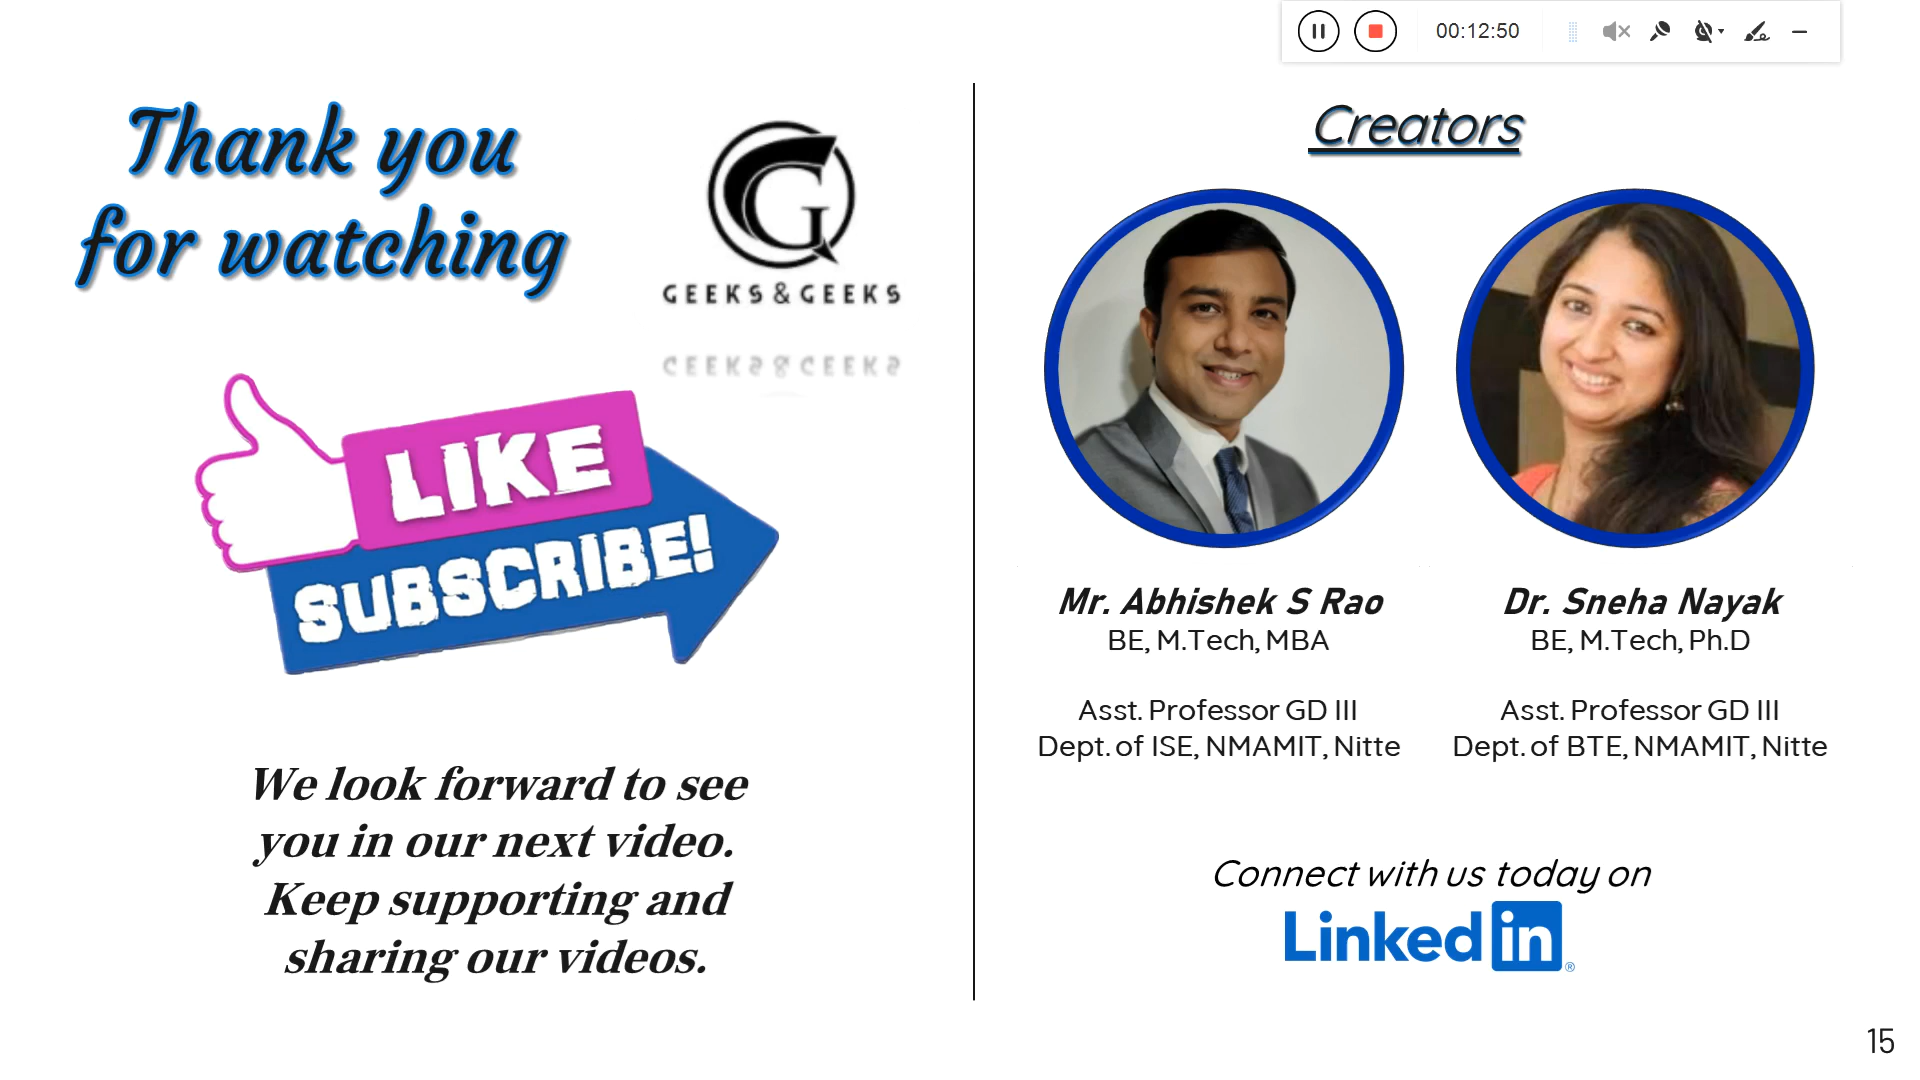 00:12:50
Thank you
for watching
GEEKS & GEEKS
LIKE
SUBSCRIBE!
We look forward to see
you in our next video.
Keep supporting and
sharing our videos.
Creators
Mr. Abhishek S Rao
BE, M.Tech, MBA
Asst. Professor GD III
Dept. of ISE, NMAMIT, Nitte
Dr. Sneha Nayak
BE, M.Tech, Ph.D
Asst. Professor GD III
Dept. of BTE, NMAMIT, Nitte
Connect with us today on
Linkedin®
15